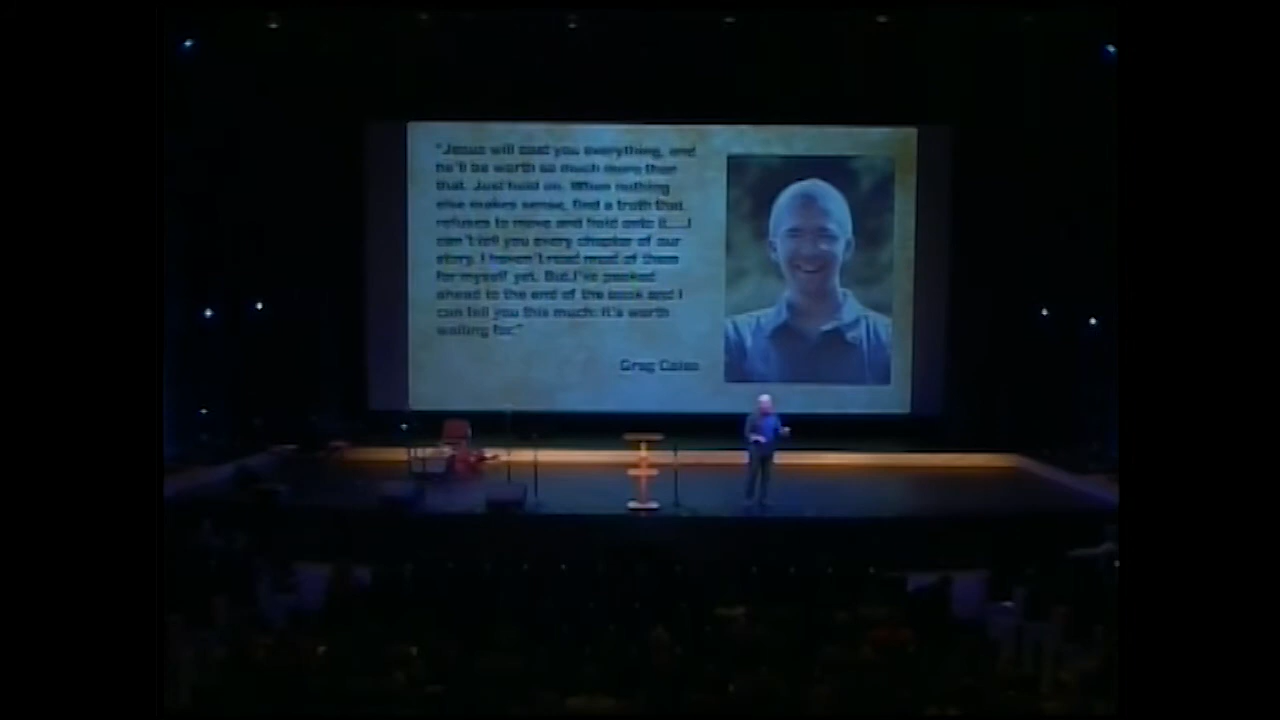 "Jesus will cost you everything, and
he'll be worth so much more than
that. Just hold on. When nothing
else makes sense, find a truth that
refuses to move and hold onto it....I
can't tell you every chapter of our
story. I haven't read most of them
for myself yet. But I've peeked
ahead to the end of the book and I
can tell you this much: it's worth
waiting for."
Greg Coles